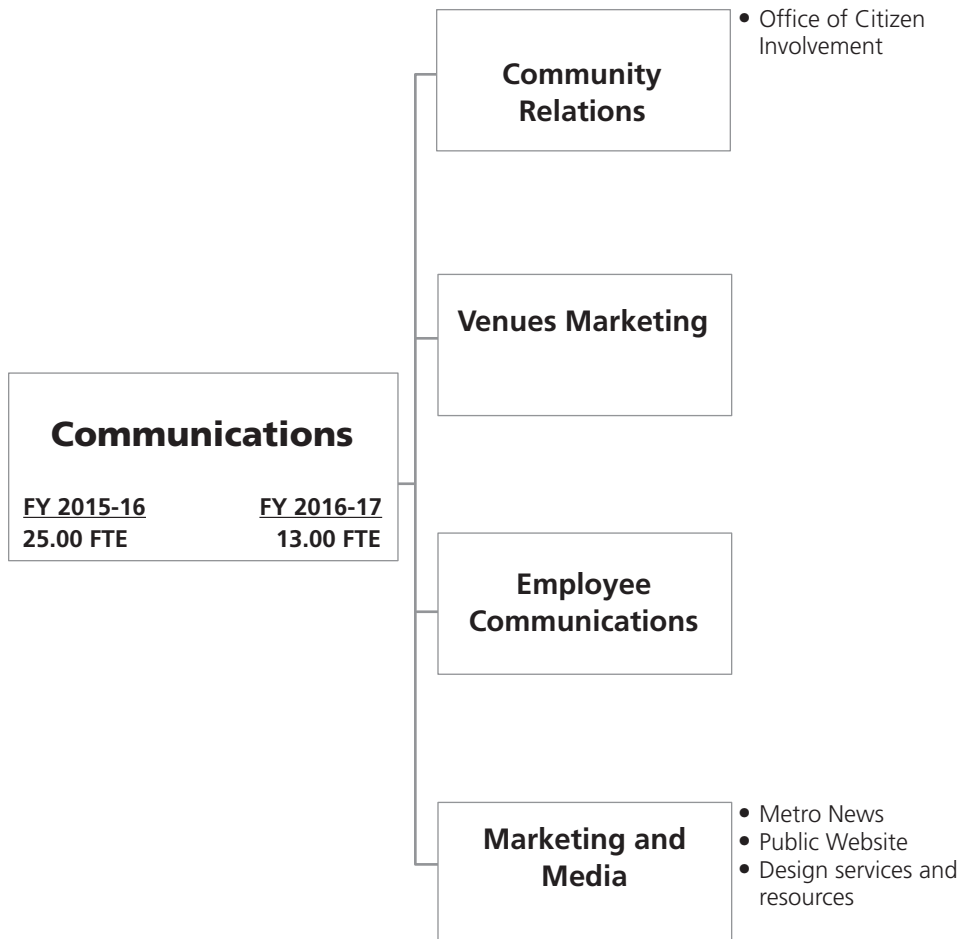 • Office of Citizen
Involvement
Community
Relations
Venues Marketing
Communications
FY 2015-16 FY 2016-17
25.00 FTE 13.00 FTE
Employee
Communications
Marketing and
Media
• Metro News
• Public Website
• Design services and
resources